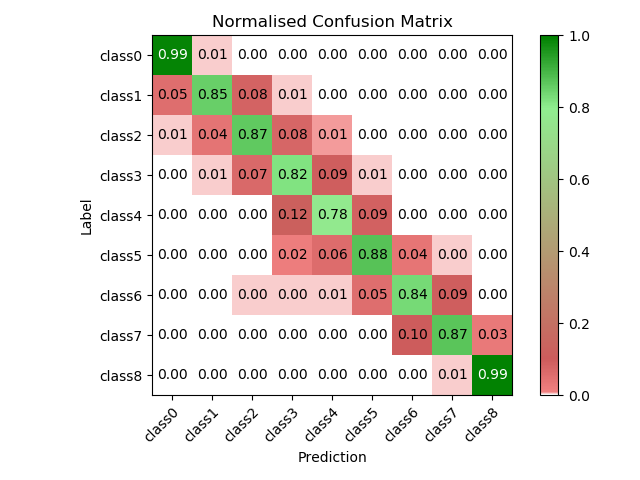 Normalised Confusion Matrix
class0 0.99 0.01 0.00 0.00 0.00 0.00 0.00 0.00 0.00
class1 0.05 0.85 0.08 0.01 0.00 0.00 0.00 0.00 0.00
class2 0.01 0.04 0.87 0.08 0.01 0.00 0.00 0.00 0.00
class3 0.00 0.01 0.07 0.82 0.09 0.01 0.00 0.00 0.00
class4 0.00 0.00 0.00 0.12 0.78 0.09 0.00 0.00 0.00
class5 0.00 0.00 0.00 0.02 0.06 0.88 0.04 0.00 0.00
class6 0.00 0.00 0.00 0.00 0.01 0.05 0.84 0.09 0.00
class7 0.00 0.00 0.00 0.00 0.00 0.00 0.10 0.87 0.03
class8 0.00 0.00 0.00 0.00 0.00 0.00 0.00 0.01 0.99
class0 class1 class2 class3 class4 class5 class6 class7 class8
Prediction
Label
1.0
0.8
0.6
0.4
0.2
0.0